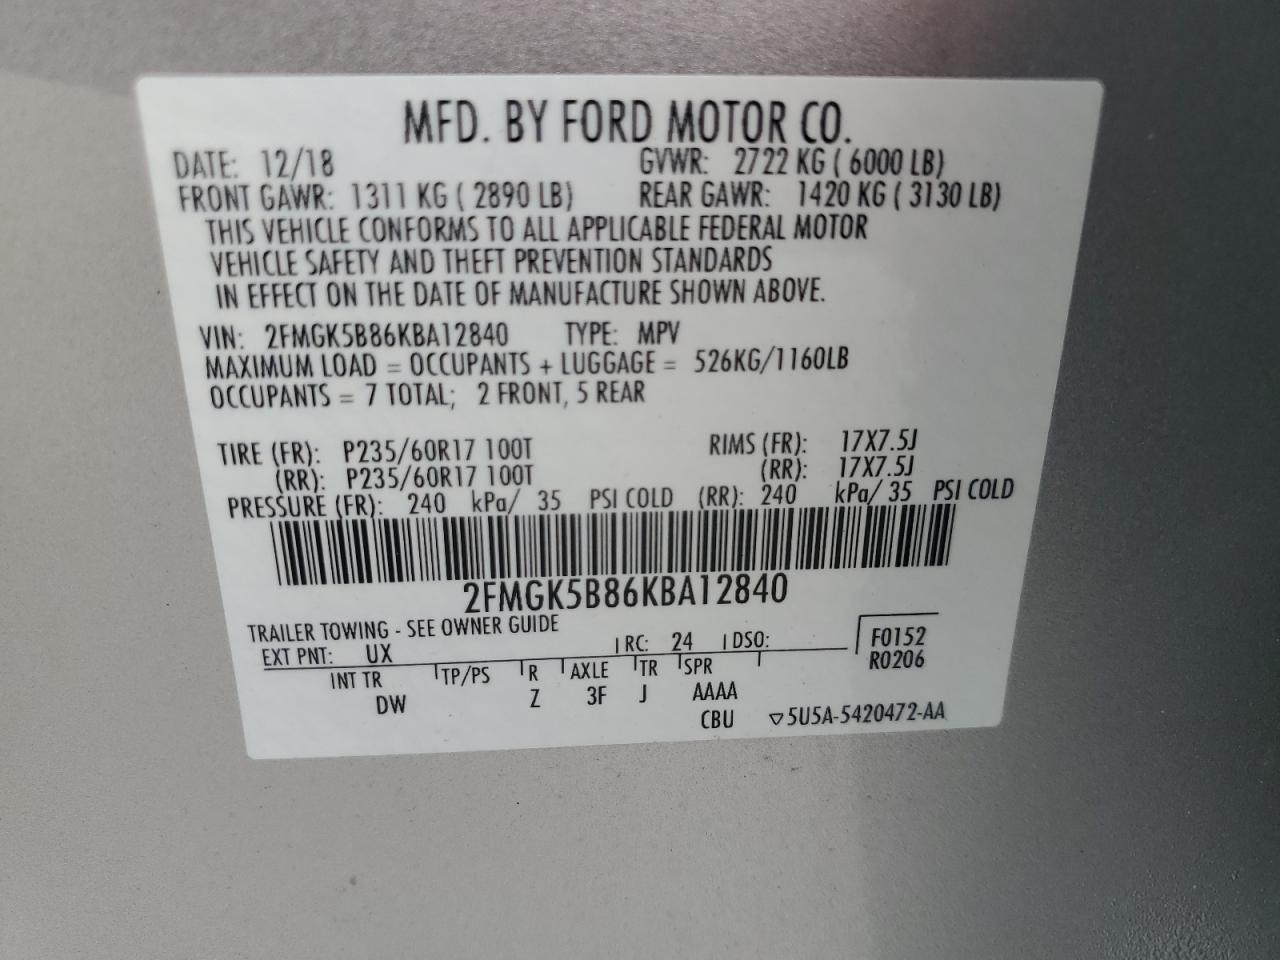 MFD. BY FORD MOTOR CO.
DATE: 12/18 GVWR: 2722 KG ( 6000 LB)
FRONT GAWR: 1311 KG ( 2890 LB) REAR GAWR: 1420 KG ( 3130 LB)
THIS VEHICLE CONFORMS TO ALL APPLICABLE FEDERAL MOTOR
VEHICLE SAFETY AND THEFT PREVENTION STANDARDS
IN EFFECT ON THE DATE OF MANUFACTURE SHOWN ABOVE.
VIN: 2FMGK5B86KBA12840 TYPE: MPV
MAXIMUM LOAD = OCCUPANTS + LUGGAGE = 526KG/1160LB
OCCUPANTS = 7 TOTAL; 2 FRONT, 5 REAR
TIRE (FR): P235/60R17 100T RIMS (FR): 17X7.5J
(RR): P235/60R17 100T (RR): 17X7.5J
PRESSURE (FR): 240 kPa/ 35 PSI COLD (RR): 240 kPa/ 35 PSI COLD
2FMGK5B86KBA12840
TRAILER TOWING - SEE OWNER GUIDE
EXT PNT: UX RC: 24 DSO: F0152
R0206
INT TR TP/PS R AXLE TR SPR
DW Z 3F J AAAA
CBU ▽5U5A-5420472-AA